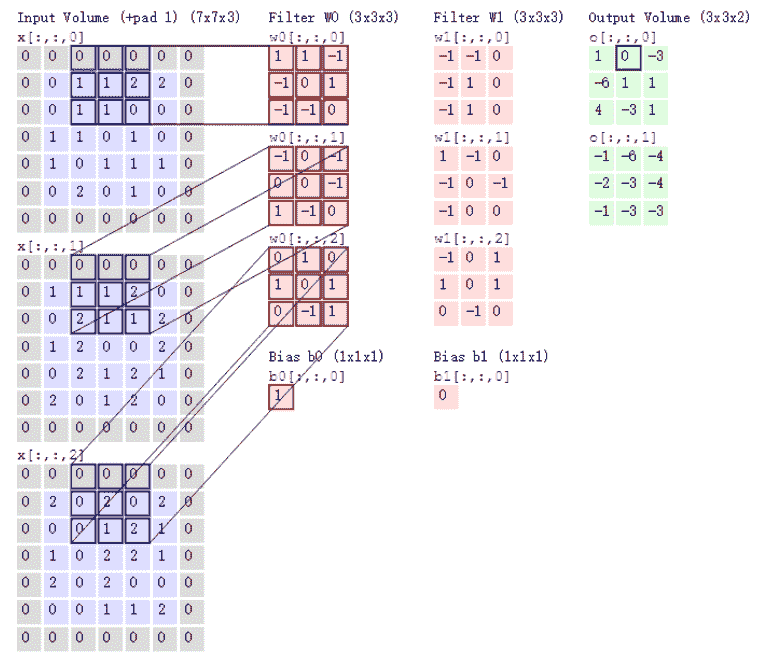 Input Volume (+pad 1) (7x7x3)
x[:,:,0]
0 0 0 0 0 0 0
0 0 1 1 2 2 0
0 0 1 1 0 0 0
0 1 1 0 1 0 0
0 1 0 1 1 1 0
0 0 2 0 1 0 0
0 0 0 0 0 0 0
x[:,:,1]
0 0 0 0 0 0 0
0 1 1 1 2 0 0
0 0 2 1 1 2 0
0 1 2 0 0 2 0
0 0 2 1 2 1 0
0 2 0 1 2 0 0
0 0 0 0 0 0 0
x[:,:,2]
0 0 0 0 0 0 0
0 2 0 2 0 2 0
0 0 0 1 2 1 0
0 1 0 2 2 1 0
0 2 0 2 0 0 0
0 0 0 1 1 2 0
0 0 0 0 0 0 0
Filter W0 (3x3x3)
w0[:,:,0]
1 1 -1
-1 0 1
-1 -1 0
w0[:,:,1]
-1 0 -1
0 0 -1
1 -1 0
w0[:,:,2]
0 1 0
1 0 1
0 -1 1
Bias b0 (1x1x1)
b0[:,:,0]
1
Filter W1 (3x3x3)
w1[:,:,0]
-1 -1 0
-1 1 0
-1 1 0
w1[:,:,1]
1 -1 0
-1 0 -1
-1 0 0
w1[:,:,2]
-1 0 1
1 0 1
0 -1 0
Bias b1 (1x1x1)
b1[:,:,0]
0
Output Volume (3x3x2)
o[:,:,0]
1 0 -3
-6 1 1
4 -3 1
o[:,:,1]
-1 -6 -4
-2 -3 -4
-1 -3 -3